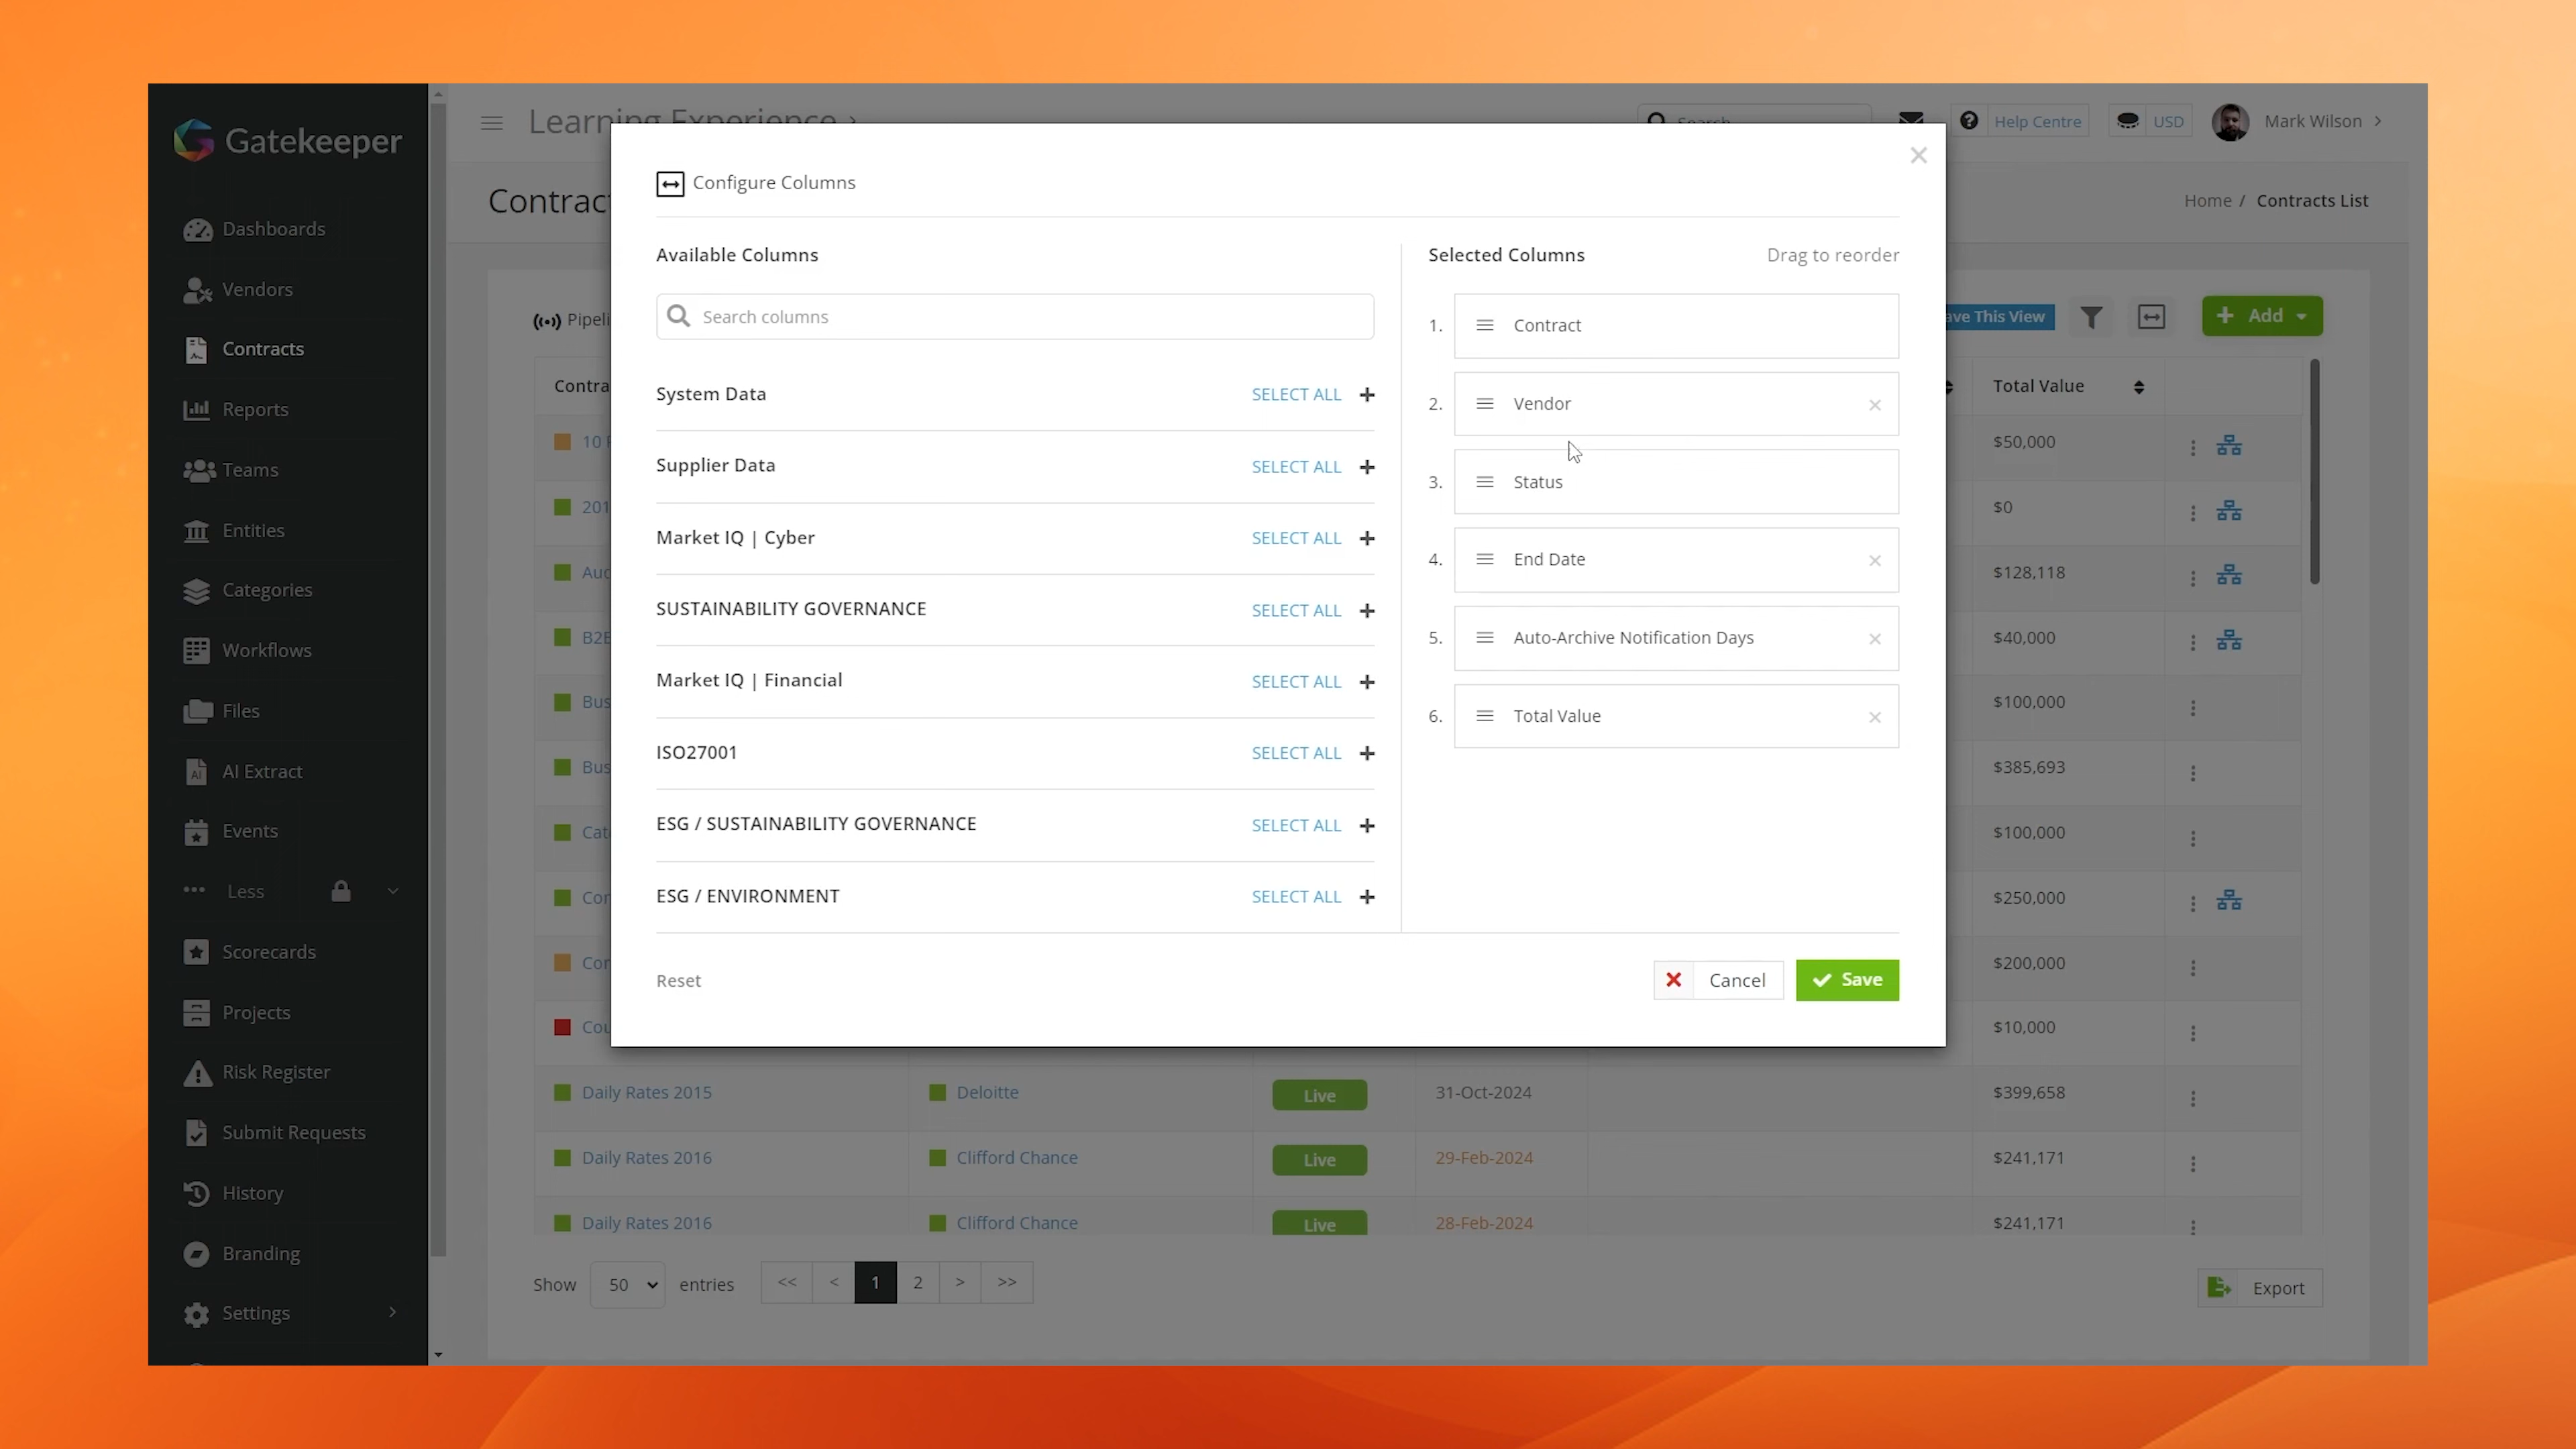 Gatekeeper
Dashboards
Vendors
Contracts
Reports
Teams
Entities
Categories
Workflows
Files
AI Extract
Events
Less
Scorecards
Projects
Risk Register
Submit Requests
History
Branding
Settings
Learning Experience
Search
Help Centre
USD
Mark Wilson
Home / Contracts List
Configure Columns
Available Columns
Search columns
System Data SELECT ALL +
Supplier Data SELECT ALL +
Market IQ | Cyber SELECT ALL +
SUSTAINABILITY GOVERNANCE SELECT ALL +
Market IQ | Financial SELECT ALL +
ISO27001 SELECT ALL +
ESG / SUSTAINABILITY GOVERNANCE SELECT ALL +
ESG / ENVIRONMENT SELECT ALL +
Selected Columns Drag to reorder
1. Contract
2. Vendor
3. Status
4. End Date
5. Auto-Archive Notification Days
6. Total Value
Reset
Cancel
Save
This View
Add
Total Value
$50,000
$0
$128,118
$40,000
$100,000
$385,693
$100,000
$250,000
$200,000
$10,000
Daily Rates 2015 Deloitte Live 31-Oct-2024 $399,658
Daily Rates 2016 Clifford Chance Live 29-Feb-2024 $241,171
Daily Rates 2016 Clifford Chance Live 28-Feb-2024 $241,171
Show 50 entries << < 1 2 > >>
Export